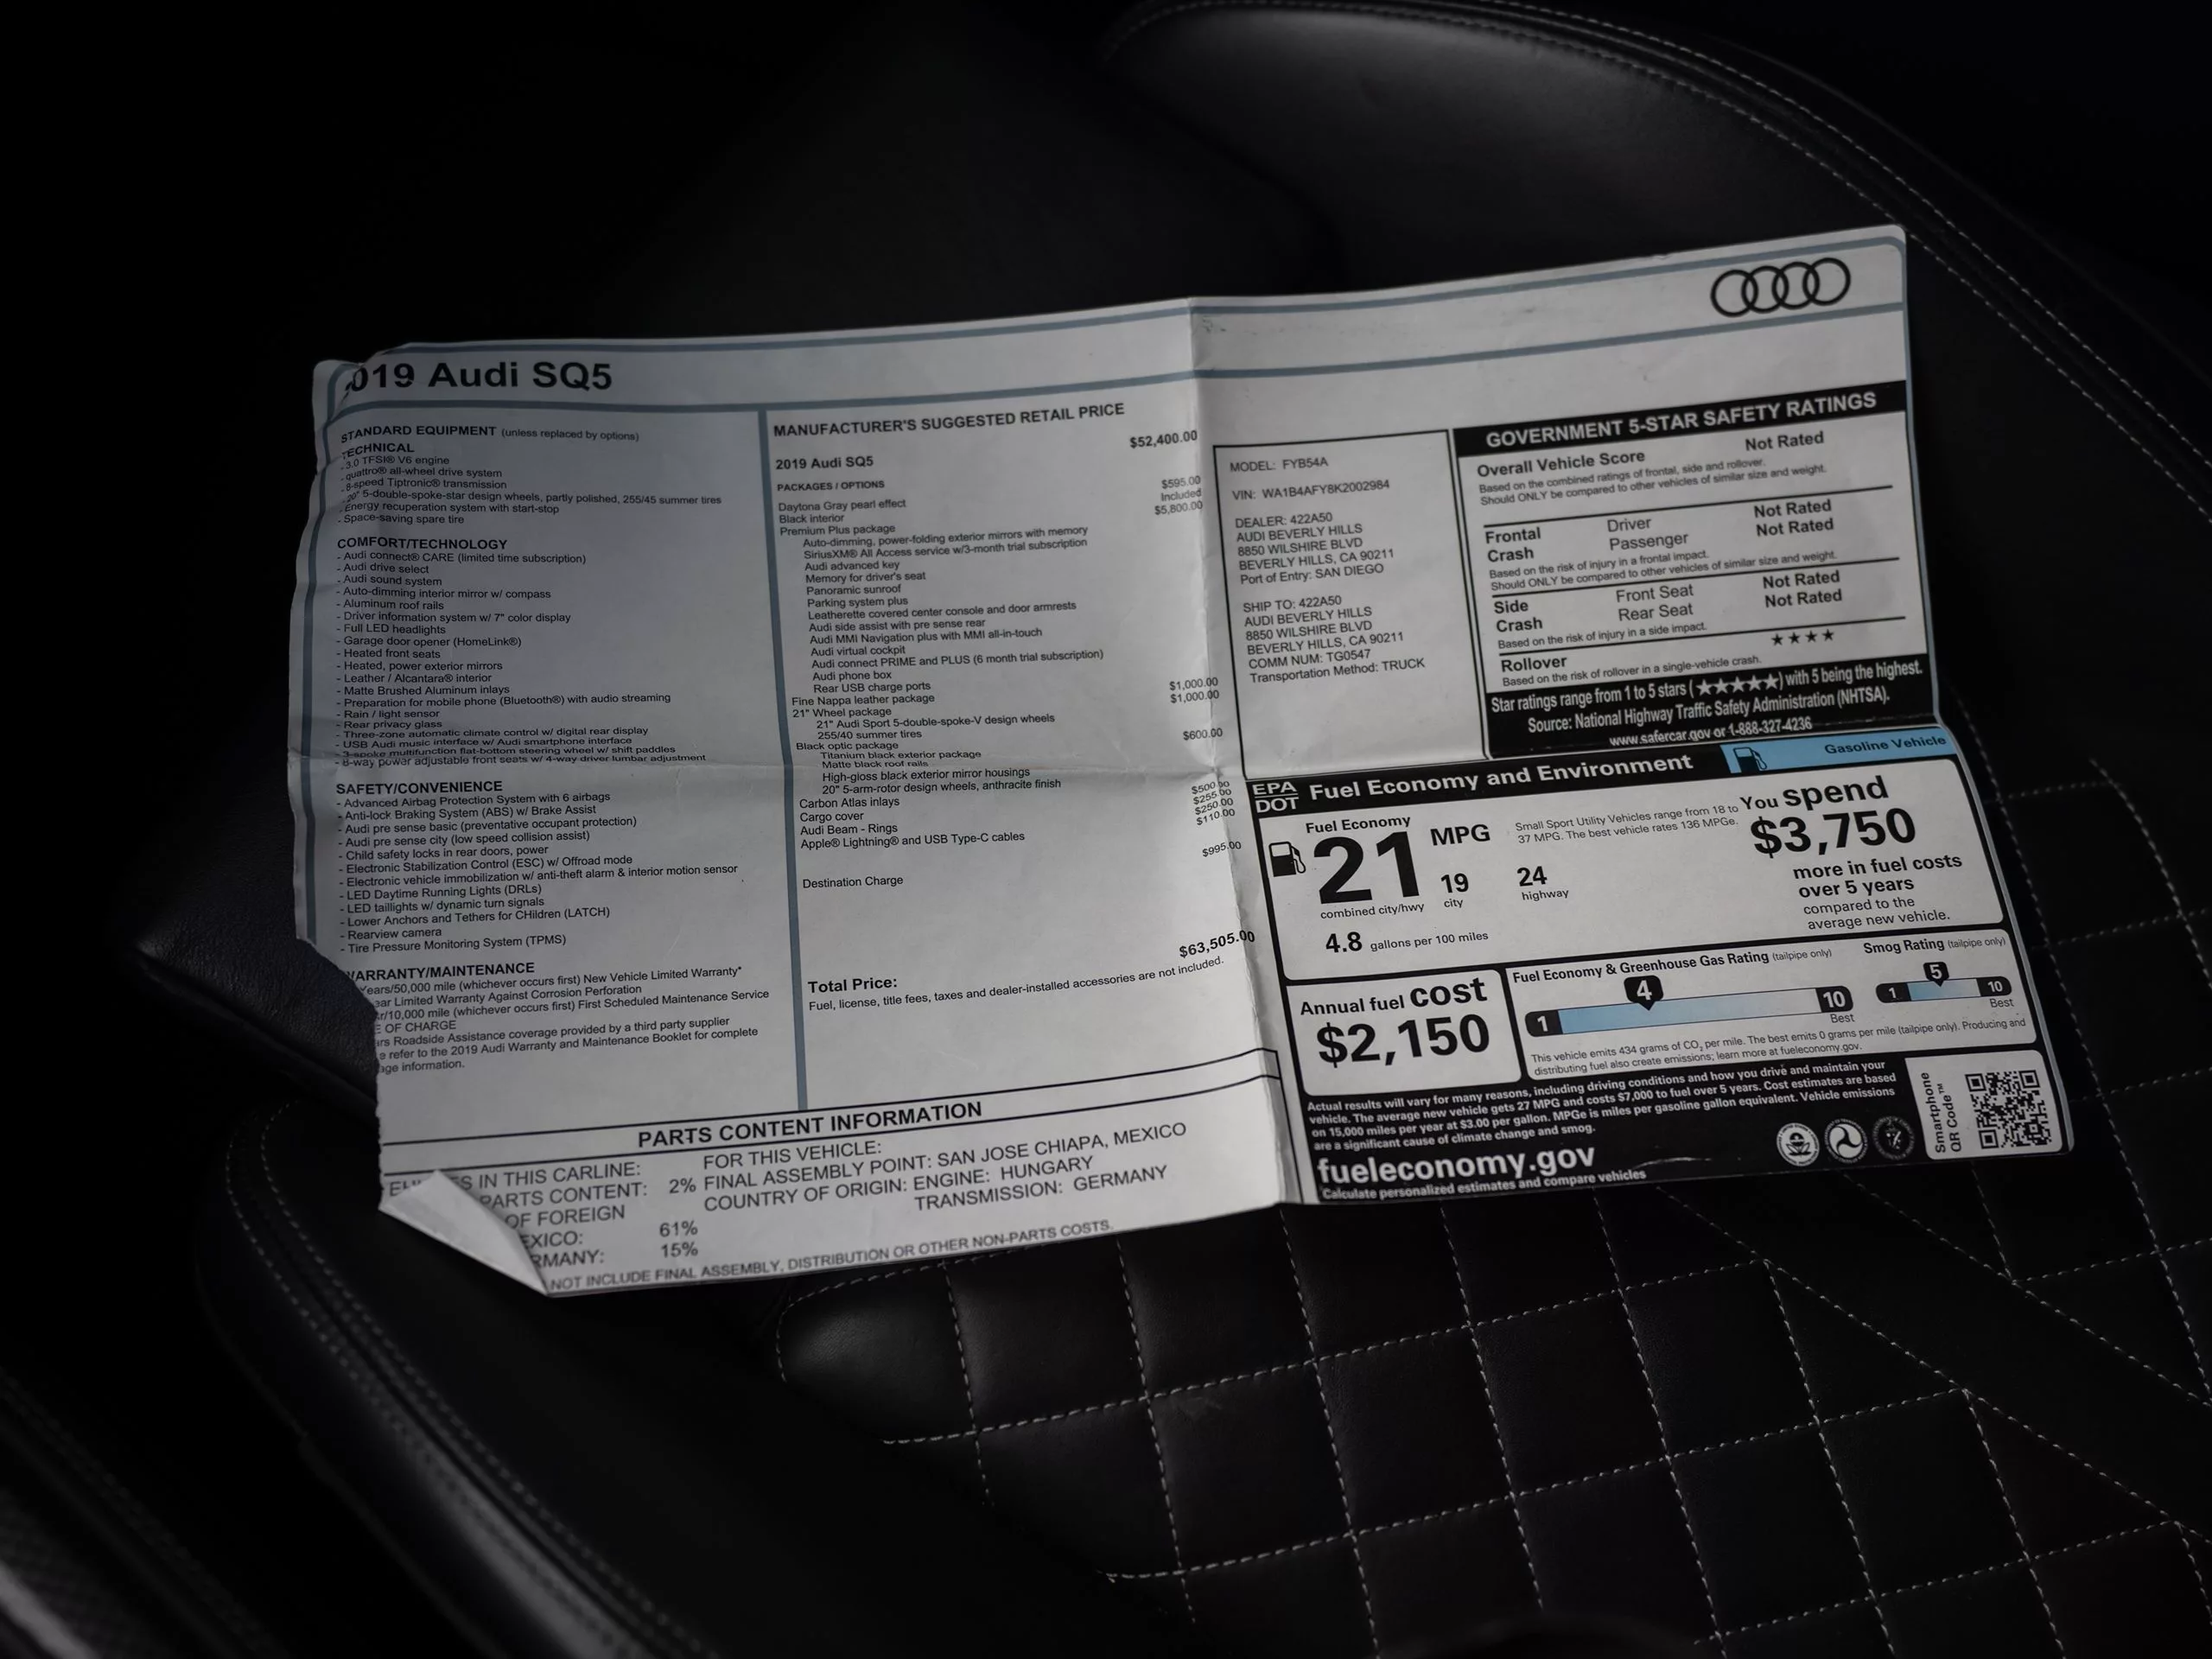 019 Audi SQ5
STANDARD EQUIPMENT (unless replaced by options)
TECHNICAL
- 3.0 TFSI® V6 engine
- quattro® all-wheel drive system
- 8-speed Tiptronic® transmission
- 20" 5-double-spoke-star design wheels, partly polished, 255/45 summer tires
- Energy recuperation system with start-stop
- Space-saving spare tire
COMFORT/TECHNOLOGY
- Audi connect® CARE (limited time subscription)
- Audi drive select
- Audi sound system
- Auto-dimming interior mirror w/ compass
- Aluminum roof rails
- Driver information system w/ 7" color display
- Full LED headlights
- Garage door opener (HomeLink®)
- Heated front seats
- Heated, power exterior mirrors
- Leather / Alcantara® interior
- Matte Brushed Aluminum inlays
- Preparation for mobile phone (Bluetooth®) with audio streaming
- Rain / light sensor
- Rear privacy glass
- Three-zone automatic climate control w/ digital rear display
- USB Audi music interface w/ Audi smartphone interface
- 3-spoke multifunction flat-bottom steering wheel w/ shift paddles
- 8-way power adjustable front seats w/ 4-way driver lumbar adjustment
SAFETY/CONVENIENCE
- Advanced Airbag Protection System with 6 airbags
- Anti-lock Braking System (ABS) w/ Brake Assist
- Audi pre sense basic (preventative occupant protection)
- Audi pre sense city (low speed collision assist)
- Child safety locks in rear doors, power
- Electronic Stabilization Control (ESC) w/ Offroad mode
- Electronic vehicle immobilization w/ anti-theft alarm & interior motion sensor
- LED Daytime Running Lights (DRLs)
- LED taillights w/ dynamic turn signals
- Lower Anchors and Tethers for CHildren (LATCH)
- Rearview camera
- Tire Pressure Monitoring System (TPMS)
WARRANTY/MAINTENANCE
Years/50,000 mile (whichever occurs first) New Vehicle Limited Warranty*
ear Limited Warranty Against Corrosion Perforation
r/10,000 mile (whichever occurs first) First Scheduled Maintenance Service
E OF CHARGE
rs Roadside Assistance coverage provided by a third party supplier
e refer to the 2019 Audi Warranty and Maintenance Booklet for complete
age information.
MANUFACTURER'S SUGGESTED RETAIL PRICE
2019 Audi SQ5 $52,400.00
PACKAGES / OPTIONS
Daytona Gray pearl effect $595.00
Black interior Included
Premium Plus package $5,800.00
Auto-dimming, power-folding exterior mirrors with memory
SiriusXM® All Access service w/3-month trial subscription
Audi advanced key
Memory for driver's seat
Panoramic sunroof
Parking system plus
Leatherette covered center console and door armrests
Audi side assist with pre sense rear
Audi MMI Navigation plus with MMI all-in-touch
Audi virtual cockpit
Audi connect PRIME and PLUS (6 month trial subscription)
Audi phone box
Rear USB charge ports
Fine Nappa leather package $1,000.00
21" Wheel package $1,000.00
21" Audi Sport 5-double-spoke-V design wheels
255/40 summer tires
Black optic package $600.00
Titanium black exterior package
Matte black roof rails
High-gloss black exterior mirror housings
20" 5-arm-rotor design wheels, anthracite finish
Carbon Atlas inlays $500.00
Cargo cover $255.00
Audi Beam - Rings $250.00
Apple® Lightning® and USB Type-C cables $110.00
Destination Charge $995.00
Total Price: $63,505.00
Fuel, license, title fees, taxes and dealer-installed accessories are not included.
PARTS CONTENT INFORMATION
S IN THIS CARLINE:
PARTS CONTENT: 2%
OF FOREIGN
EXICO: 61%
RMANY: 15%
FOR THIS VEHICLE:
FINAL ASSEMBLY POINT: SAN JOSE CHIAPA, MEXICO
COUNTRY OF ORIGIN: ENGINE: HUNGARY
TRANSMISSION: GERMANY
NOT INCLUDE FINAL ASSEMBLY, DISTRIBUTION OR OTHER NON-PARTS COSTS.
MODEL: FYB54A
VIN: WA1B4AFY8K2002984
DEALER: 422A50
AUDI BEVERLY HILLS
8850 WILSHIRE BLVD
BEVERLY HILLS, CA 90211
Port of Entry: SAN DIEGO
SHIP TO: 422A50
AUDI BEVERLY HILLS
8850 WILSHIRE BLVD
BEVERLY HILLS, CA 90211
COMM NUM: TG0547
Transportation Method: TRUCK
GOVERNMENT 5-STAR SAFETY RATINGS
Overall Vehicle Score Not Rated
Based on the combined ratings of frontal, side and rollover.
Should ONLY be compared to other vehicles of similar size and weight.
Frontal Driver Not Rated
Crash Passenger Not Rated
Based on the risk of injury in a frontal impact.
Should ONLY be compared to other vehicles of similar size and weight.
Side Front Seat Not Rated
Crash Rear Seat Not Rated
Based on the risk of injury in a side impact.
Rollover ★★★★
Based on the risk of rollover in a single-vehicle crash.
Star ratings range from 1 to 5 stars (★★★★★) with 5 being the highest.
Source: National Highway Traffic Safety Administration (NHTSA).
www.safercar.gov or 1-888-327-4236
EPA
DOT
Fuel Economy and Environment
Gasoline Vehicle
Fuel Economy
21 MPG
combined city/hwy
19
city
24
highway
4.8 gallons per 100 miles
Small Sport Utility Vehicles range from 18 to
37 MPG. The best vehicle rates 136 MPGe.
You spend
$3,750
more in fuel costs
over 5 years
compared to the
average new vehicle.
Annual fuel cost
$2,150
Fuel Economy & Greenhouse Gas Rating (tailpipe only)
1 4 10
Best
Smog Rating (tailpipe only)
1 5 10
Best
This vehicle emits 434 grams of CO2 per mile. The best emits 0 grams per mile (tailpipe only). Producing and
distributing fuel also create emissions; learn more at fueleconomy.gov.
Actual results will vary for many reasons, including driving conditions and how you drive and maintain your
vehicle. The average new vehicle gets 27 MPG and costs $7,000 to fuel over 5 years. Cost estimates are based
on 15,000 miles per year at $3.00 per gallon. MPGe is miles per gasoline gallon equivalent. Vehicle emissions
are a significant cause of climate change and smog.
fueleconomy.gov
Calculate personalized estimates and compare vehicles
Smartphone
QR Code™